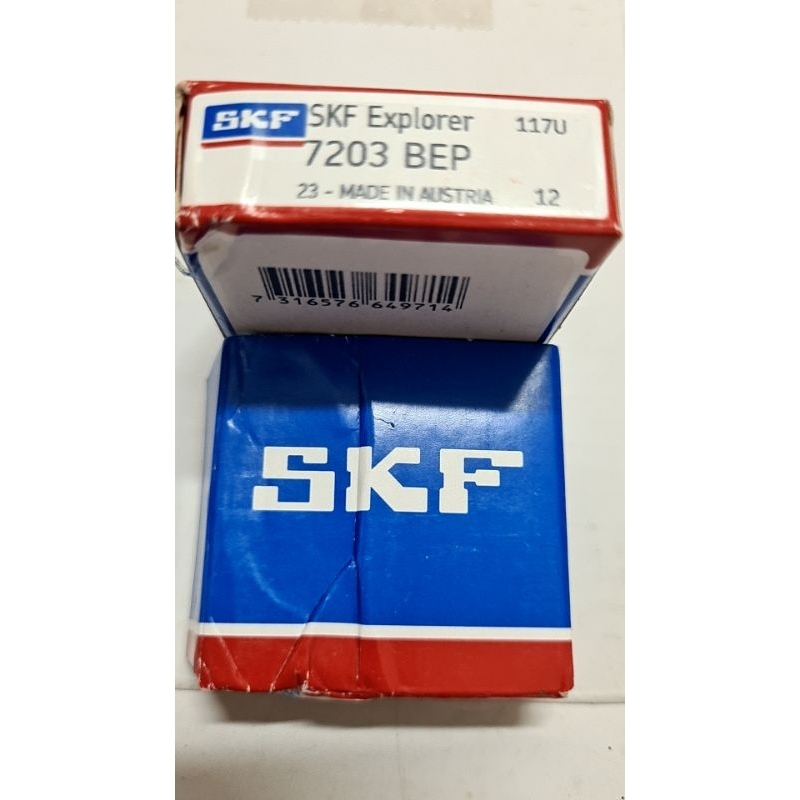 SKF SKF Explorer 117U
7203 BEP
23 - MADE IN AUSTRIA 12
7 316576 649714
SKF